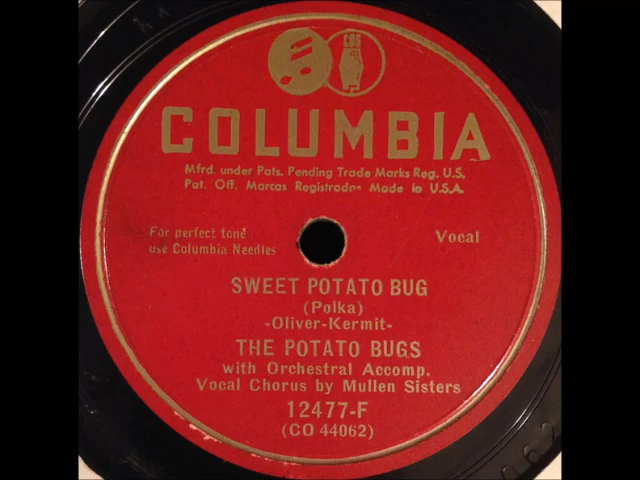 CBS
COLUMBIA
Mfrd. under Pats. Pending Trade Marks Reg. U.S.
Pat. Off. Marcas Registradas Made in U.S.A.
For perfect tone
use Columbia Needles
Vocal
SWEET POTATO BUG
(Polka)
-Oliver-Kermit-
THE POTATO BUGS
with Orchestral Accomp.
Vocal Chorus by Mullen Sisters
12477-F
(CO 44062)